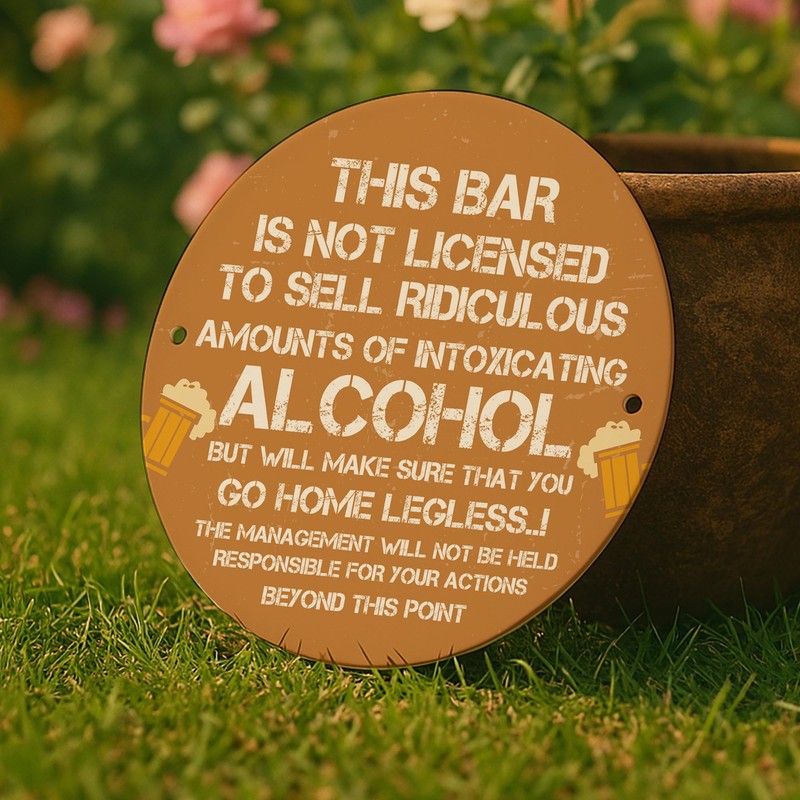 THIS BAR
IS NOT LICENSED
TO SELL RIDICULOUS
AMOUNTS OF INTOXICATING
ALCOHOL
BUT WILL MAKE SURE THAT YOU
GO HOME LEGLESS..!
THE MANAGEMENT WILL NOT BE HELD
RESPONSIBLE FOR YOUR ACTIONS
BEYOND THIS POINT